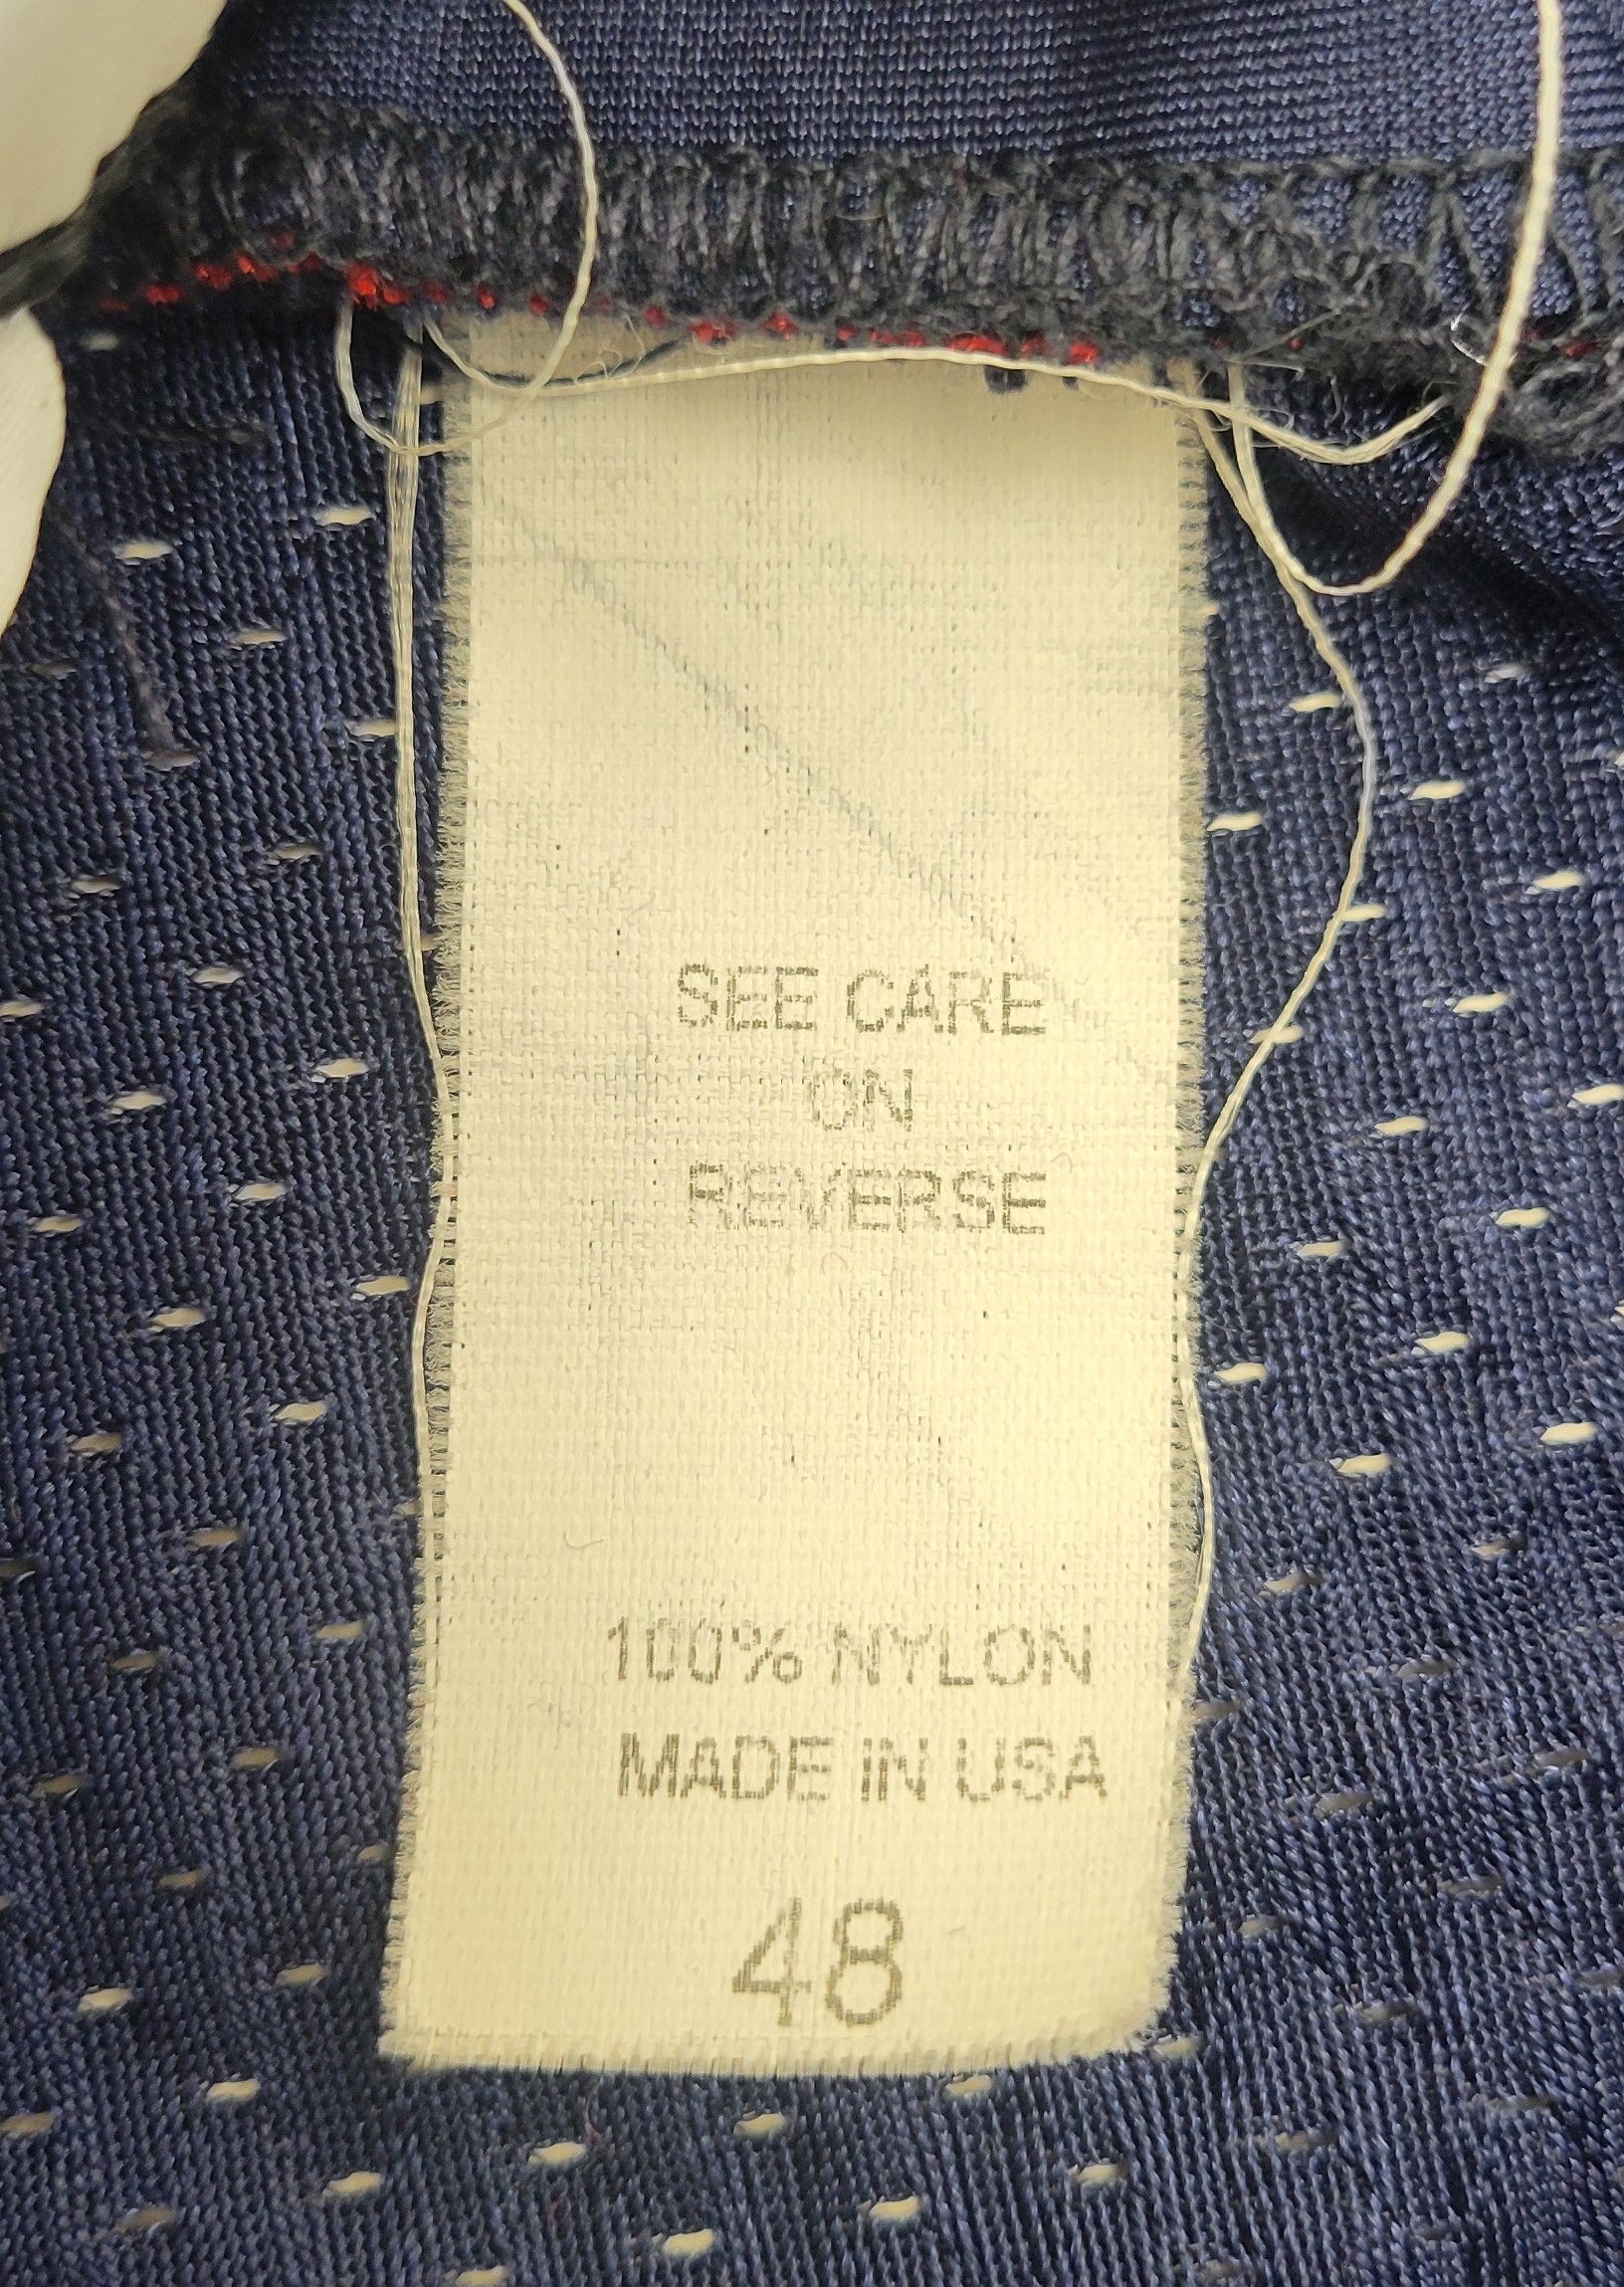 SEE CARE
ON
REVERSE
100% NYLON
MADE IN USA
48